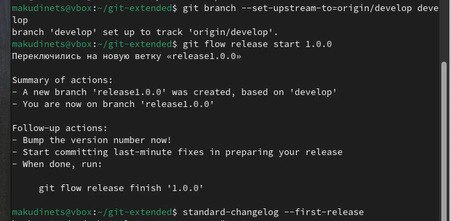 makudinets@vbox:~/git-extended$ git branch --set-upstream-to=origin/develop deve
lop
branch 'develop' set up to track 'origin/develop'.
makudinets@vbox:~/git-extended$ git flow release start 1.0.0
Переключились на новую ветку «release1.0.0»
Summary of actions:
- A new branch 'release1.0.0' was created, based on 'develop'
- You are now on branch 'release1.0.0'
Follow-up actions:
- Bump the version number now!
- Start committing last-minute fixes in preparing your release
- When done, run:
git flow release finish '1.0.0'
makudinets@vbox:~/git-extended$ standard-changelog --first-release